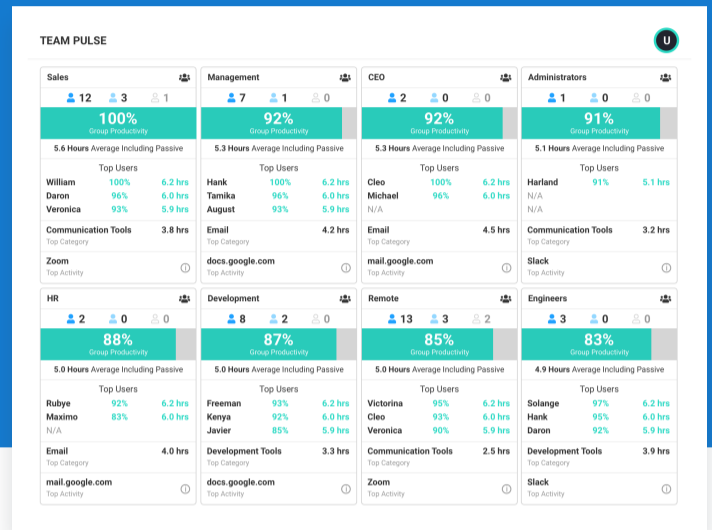 TEAM PULSE
U
Sales
12 3 1
100%
Group Productivity
5.6 Hours Average Including Passive
Top Users
William 100% 6.2 hrs
Daron 96% 6.0 hrs
Veronica 93% 5.9 hrs
Communication Tools 3.8 hrs
Top Category
Zoom
Top Activity
Management
7 1 0
92%
Group Productivity
5.3 Hours Average Including Passive
Top Users
Hank 100% 6.2 hrs
Tamika 96% 6.0 hrs
August 93% 5.9 hrs
Email 4.2 hrs
Top Category
docs.google.com
Top Activity
CEO
2 0 0
92%
Group Productivity
5.3 Hours Average Including Passive
Top Users
Cleo 100% 6.2 hrs
Michael 96% 6.0 hrs
N/A
Email 4.5 hrs
Top Category
mail.google.com
Top Activity
Administrators
1 0 0
91%
Group Productivity
5.1 Hours Average Including Passive
Top Users
Harland 91% 5.1 hrs
N/A
N/A
Communication Tools 3.2 hrs
Top Category
Slack
Top Activity
HR
2 0 0
88%
Group Productivity
5.0 Hours Average Including Passive
Top Users
Rubye 92% 6.2 hrs
Maximo 83% 6.0 hrs
N/A
Email 4.0 hrs
Top Category
mail.google.com
Top Activity
Development
8 2 0
87%
Group Productivity
5.0 Hours Average Including Passive
Top Users
Freeman 93% 6.2 hrs
Kenya 92% 6.0 hrs
Javier 85% 5.9 hrs
Development Tools 3.3 hrs
Top Category
docs.google.com
Top Activity
Remote
13 3 2
85%
Group Productivity
5.0 Hours Average Including Passive
Top Users
Victorina 95% 6.2 hrs
Cleo 93% 6.0 hrs
Veronica 90% 5.9 hrs
Communication Tools 2.5 hrs
Top Category
Zoom
Top Activity
Engineers
3 0 0
83%
Group Productivity
4.9 Hours Average Including Passive
Top Users
Solange 97% 6.2 hrs
Hank 95% 6.0 hrs
Daron 92% 5.9 hrs
Development Tools 3.9 hrs
Top Category
Slack
Top Activity